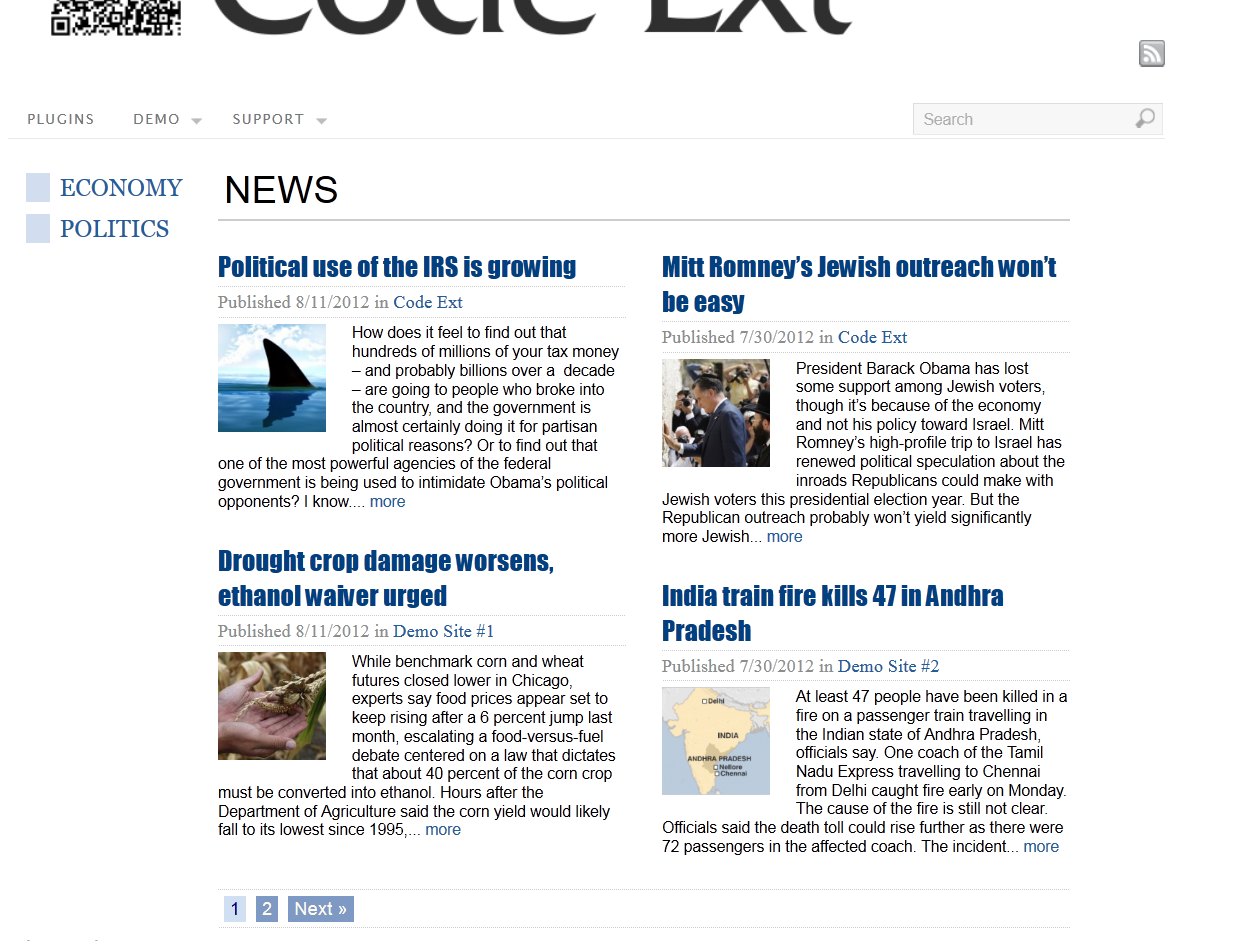 Code Ext
PLUGINS
DEMO
SUPPORT
Search
ECONOMY
POLITICS
NEWS
Political use of the IRS is growing
Published 8/11/2012 in Code Ext
How does it feel to find out that
hundreds of millions of your tax money
– and probably billions over a decade
– are going to people who broke into
the country, and the government is
almost certainly doing it for partisan
political reasons? Or to find out that
one of the most powerful agencies of the federal
government is being used to intimidate Obama’s political
opponents? I know.... more
Drought crop damage worsens,
ethanol waiver urged
Published 8/11/2012 in Demo Site #1
While benchmark corn and wheat
futures closed lower in Chicago,
experts say food prices appear set to
keep rising after a 6 percent jump last
month, escalating a food-versus-fuel
debate centered on a law that dictates
that about 40 percent of the corn crop
must be converted into ethanol. Hours after the
Department of Agriculture said the corn yield would likely
fall to its lowest since 1995,... more
Mitt Romney’s Jewish outreach won’t
be easy
Published 7/30/2012 in Code Ext
President Barack Obama has lost
some support among Jewish voters,
though it’s because of the economy
and not his policy toward Israel. Mitt
Romney’s high-profile trip to Israel has
renewed political speculation about the
inroads Republicans could make with
Jewish voters this presidential election year. But the
Republican outreach probably won’t yield significantly
more Jewish... more
India train fire kills 47 in Andhra
Pradesh
Published 7/30/2012 in Demo Site #2
Delhi
INDIA
ANDHRA PRADESH
Nellore
Chennai
At least 47 people have been killed in a
fire on a passenger train travelling in
the Indian state of Andhra Pradesh,
officials say. One coach of the Tamil
Nadu Express travelling to Chennai
from Delhi caught fire early on Monday.
The cause of the fire is still not clear.
Officials said the death toll could rise further as there were
72 passengers in the affected coach. The incident... more
1 2 Next »